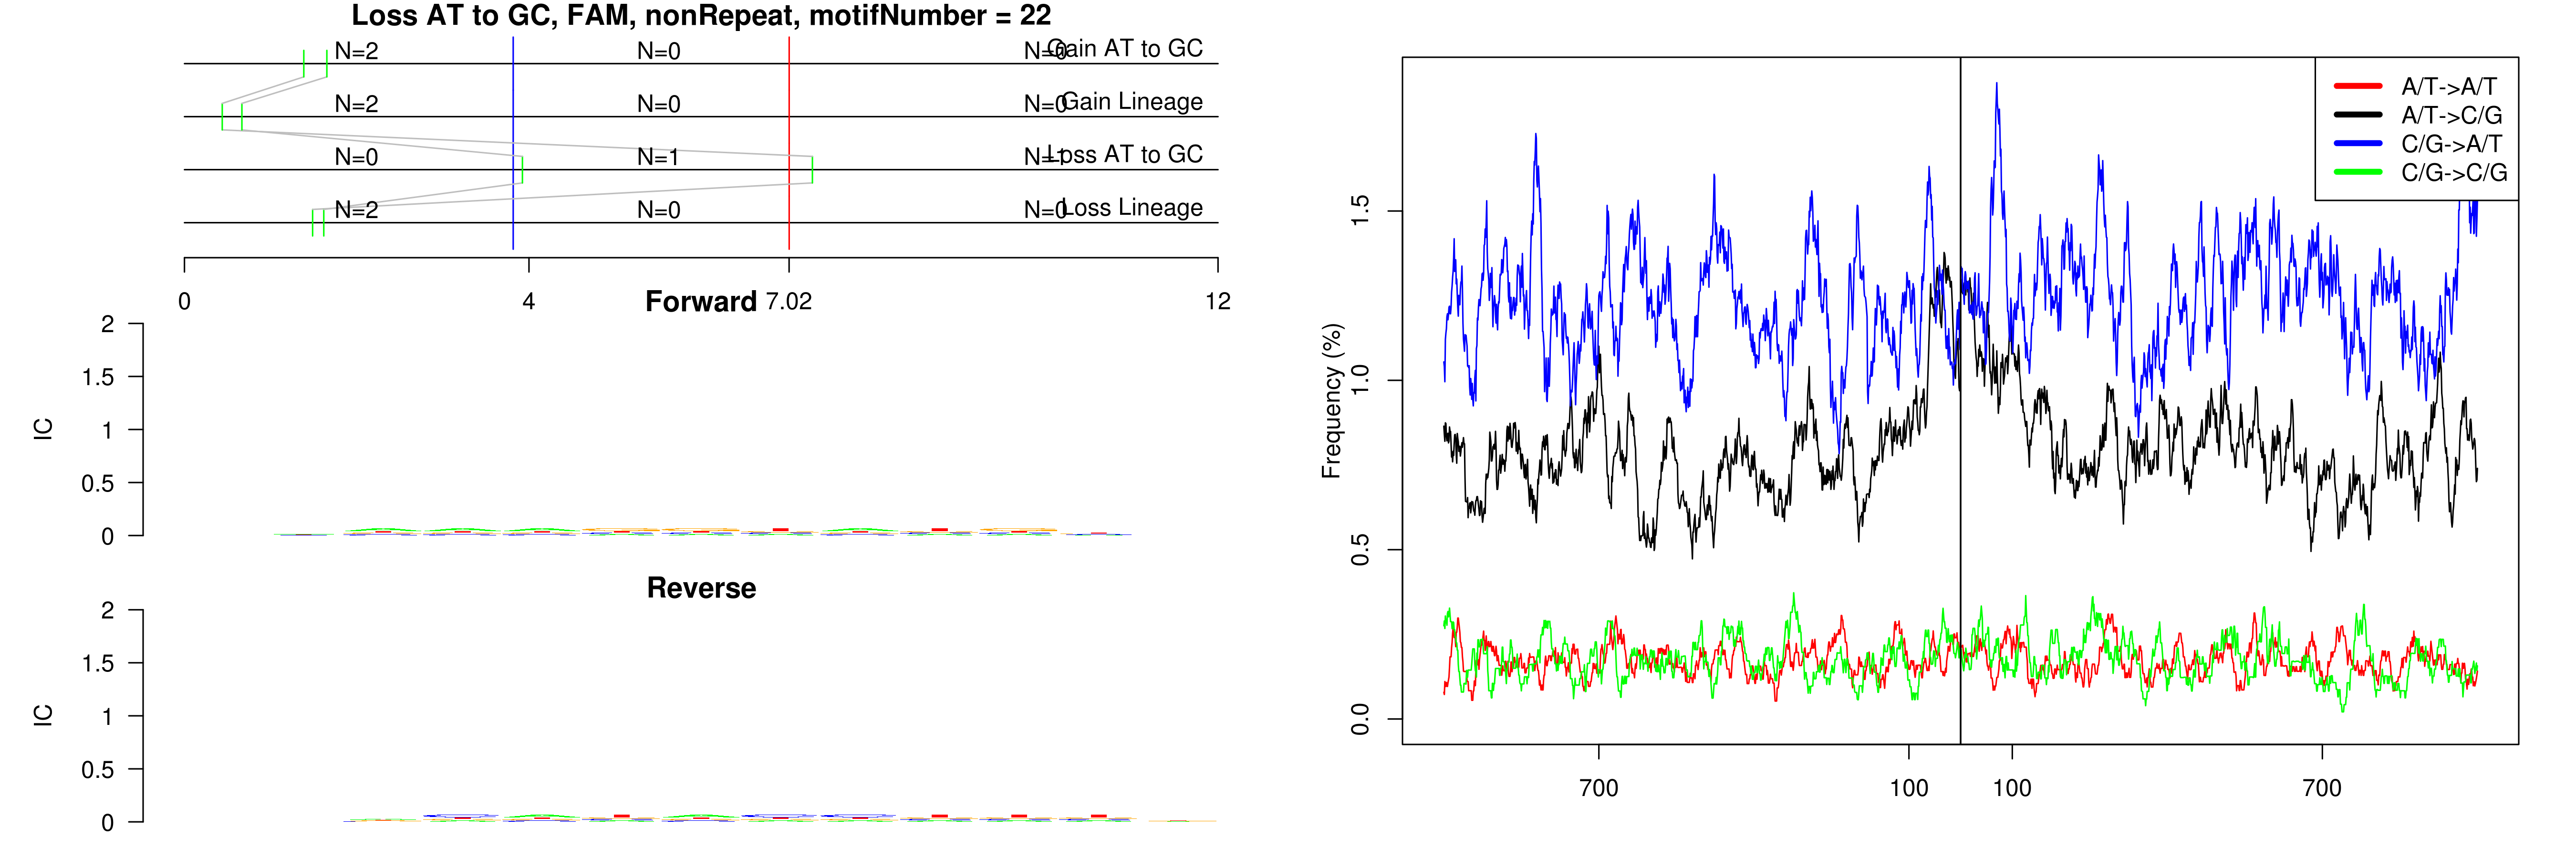 Loss AT to GC, FAM, nonRepeat, motifNumber = 22
N=2 N=0 N=0 Gain AT to GC
N=2 N=0 N=0 Gain Lineage
N=0 N=1 N=1 Loss AT to GC
N=2 N=0 N=0 Loss Lineage
0 4 7.02 12
Forward
2
1.5
1
0.5
0
IC
Reverse
2
1.5
1
0.5
0
IC
A/T->A/T
A/T->C/G
C/G->A/T
C/G->C/G
Frequency (%)
1.5
1.0
0.5
0.0
700 100 100 700